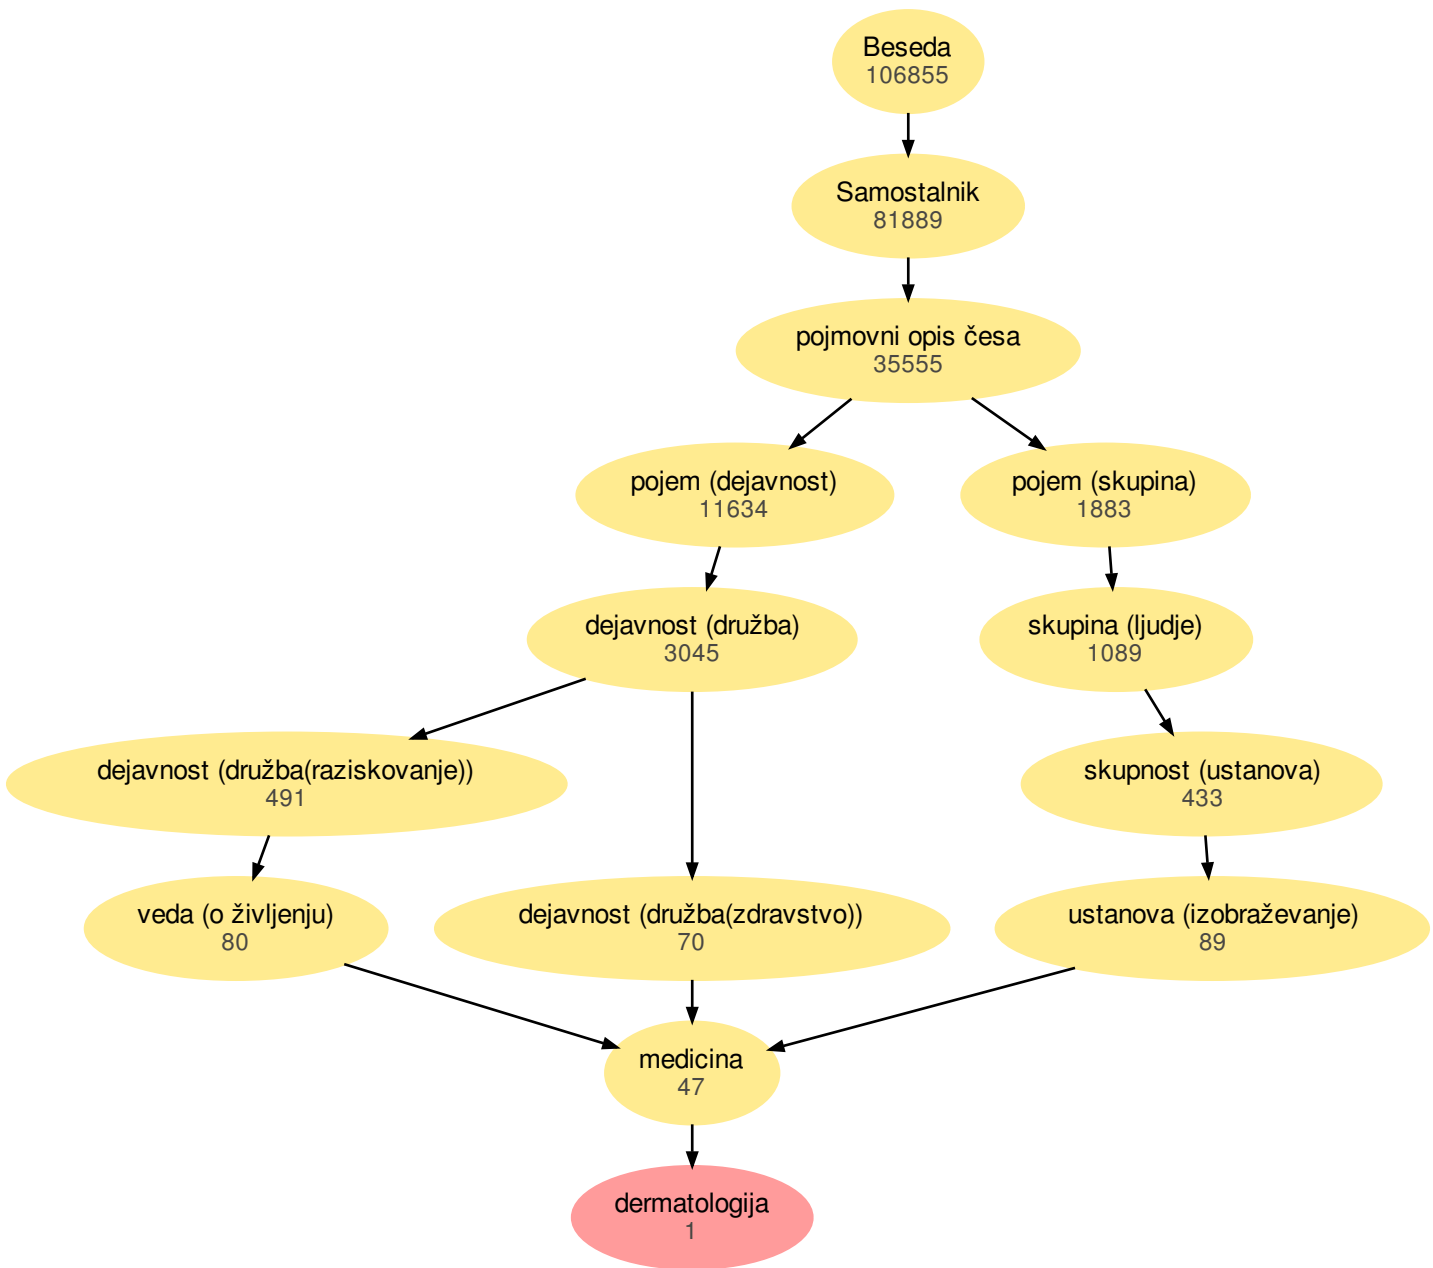 Beseda
106855
Samostalnik
81889
pojmovni opis česa
35555
pojem (dejavnost)
11634
pojem (skupina)
1883
dejavnost (družba)
3045
skupina (ljudje)
1089
dejavnost (družba(raziskovanje))
491
skupnost (ustanova)
433
veda (o življenju)
80
dejavnost (družba(zdravstvo))
70
ustanova (izobraževanje)
89
medicina
47
dermatologija
1